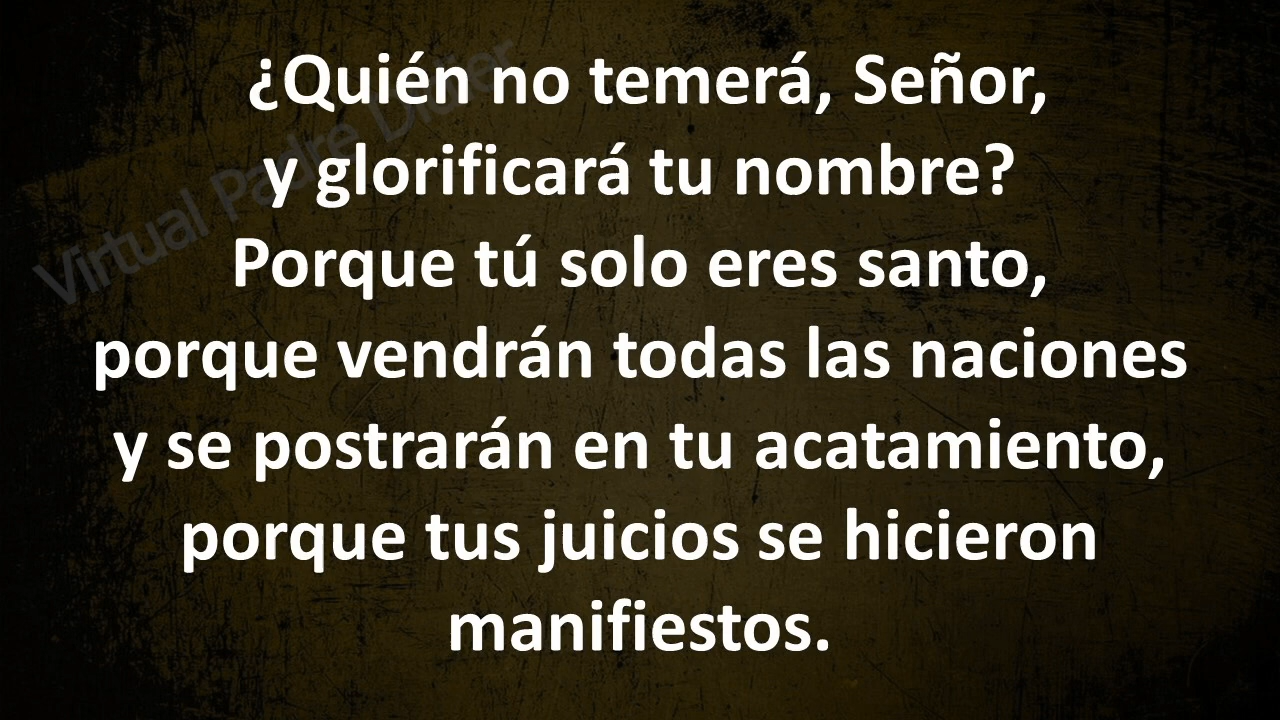 ¿Quién no temerá, Señor,
y glorificará tu nombre?
Porque tú solo eres santo,
porque vendrán todas las naciones
y se postrarán en tu acatamiento,
porque tus juicios se hicieron
manifiestos.
Virtual Padre Didier